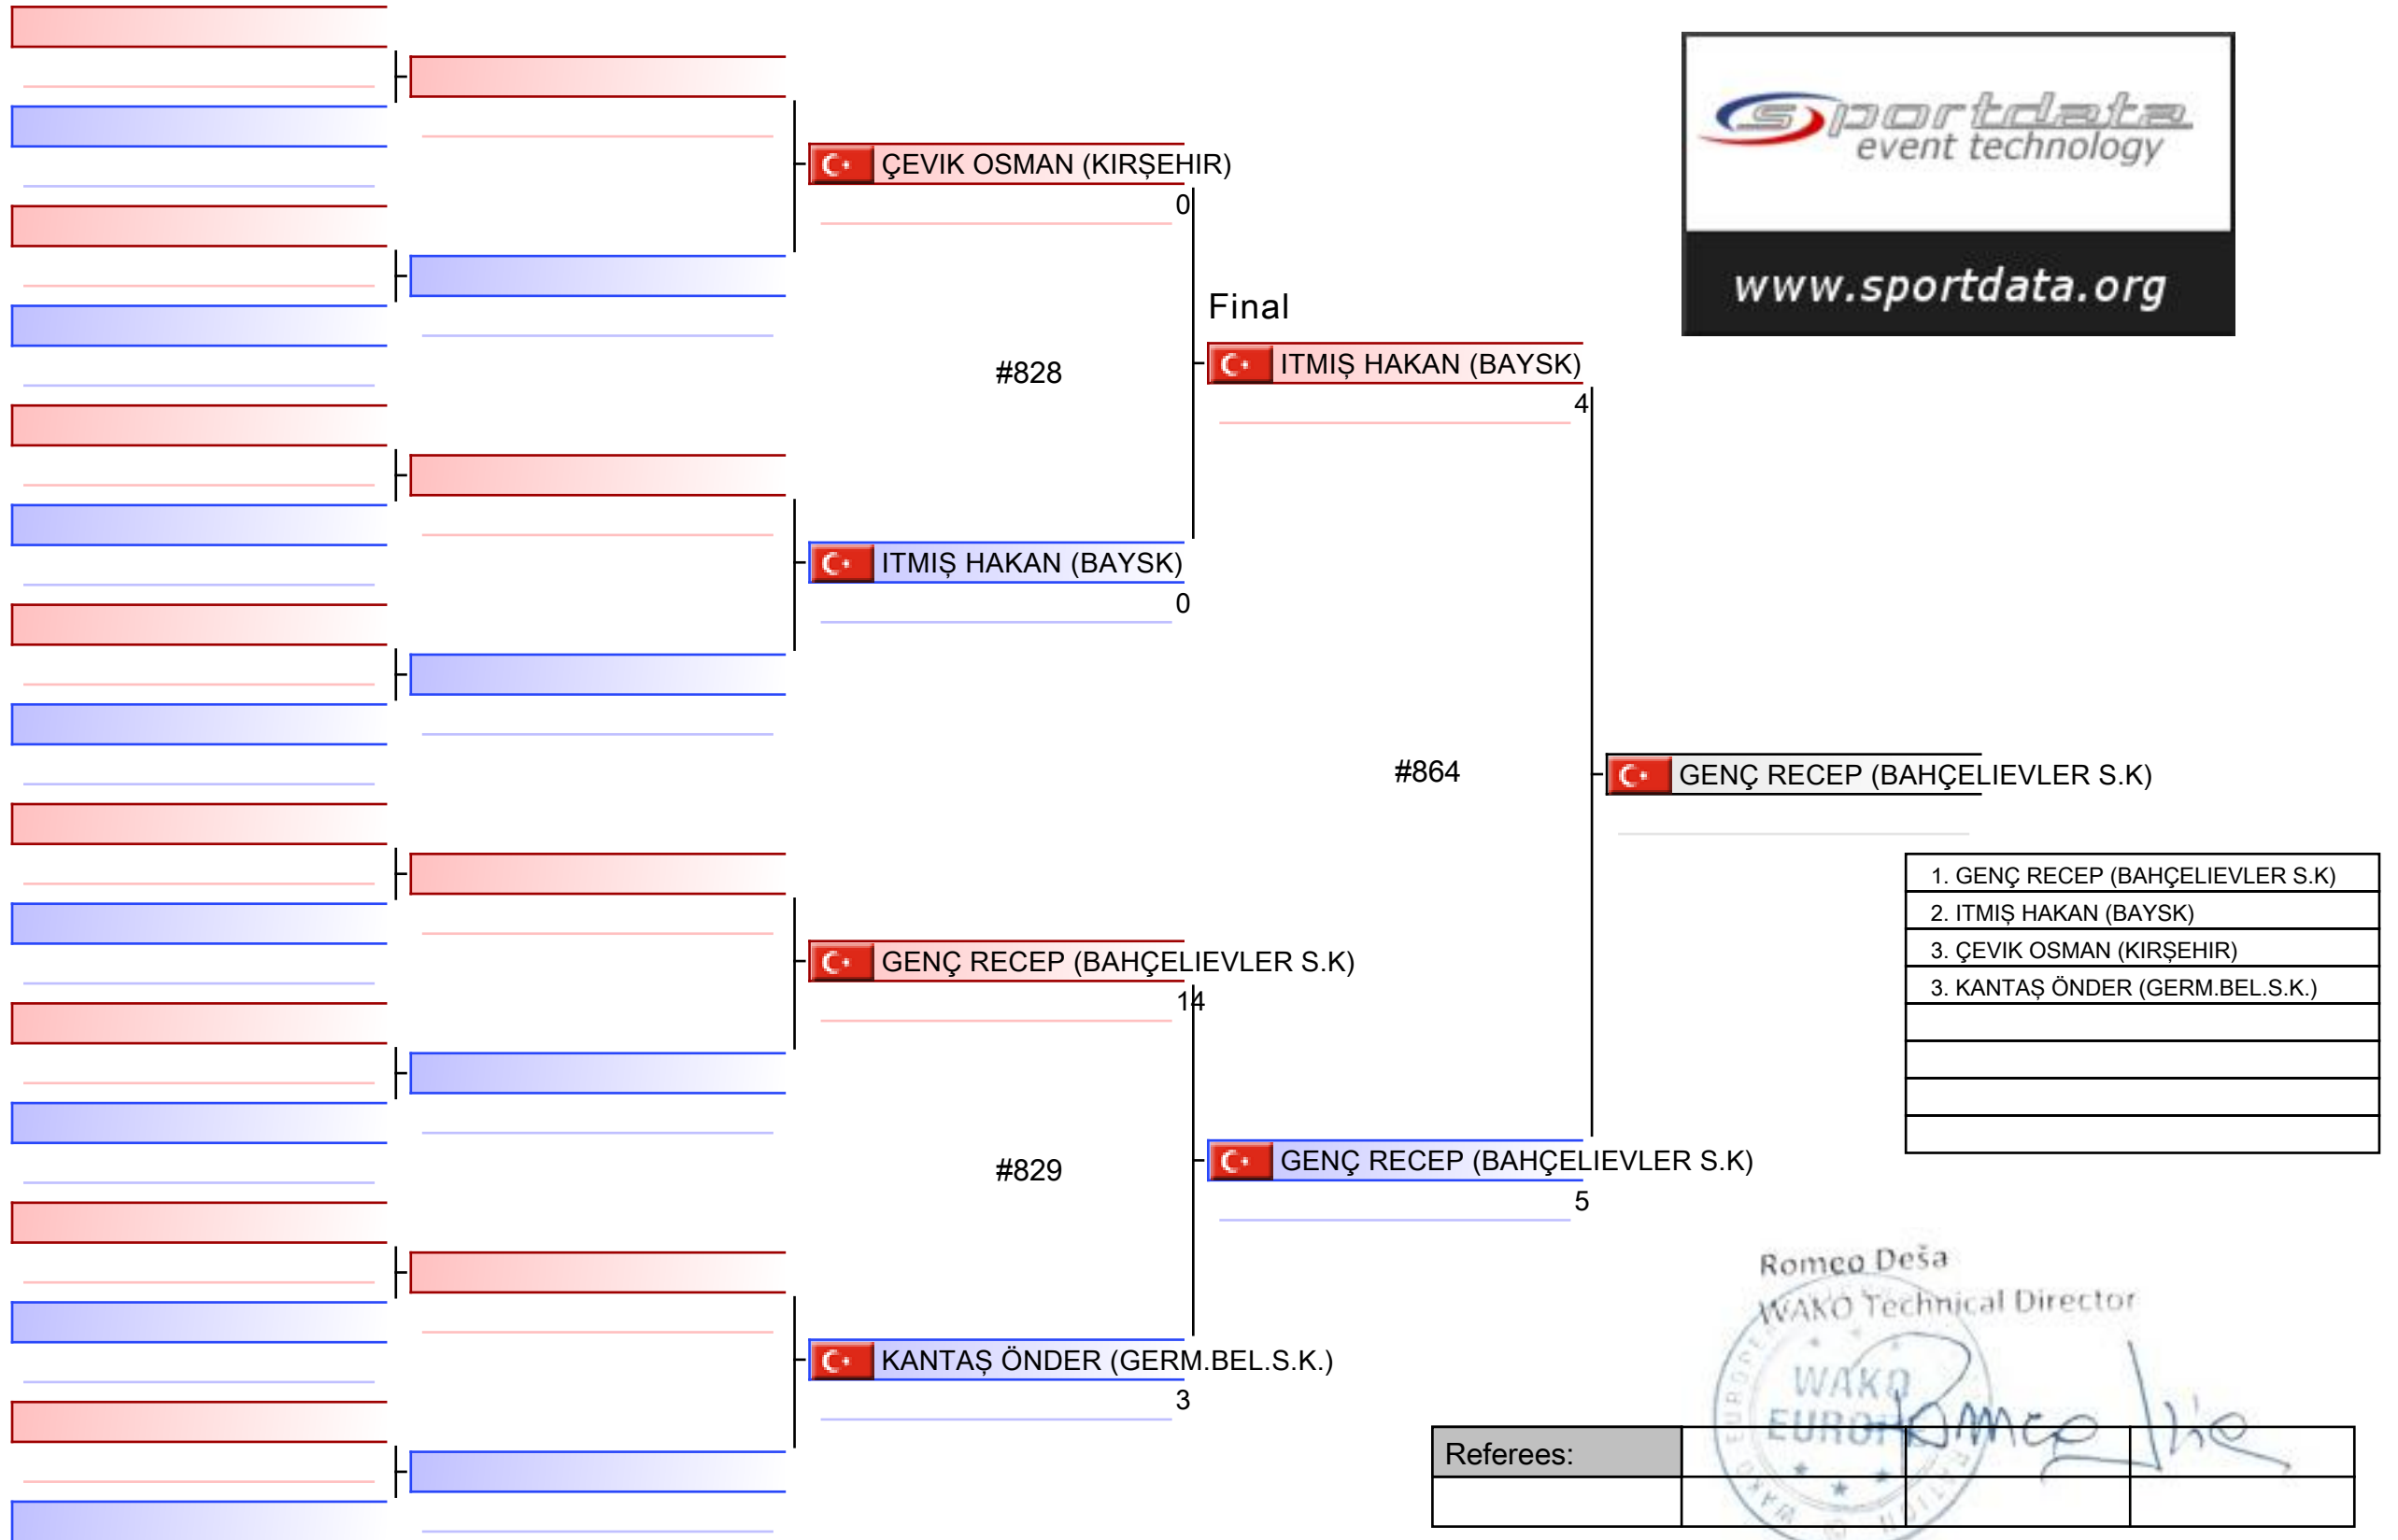 sportdata
event technology
www.sportdata.org
ÇEVIK OSMAN (KIRŞEHIR)
0
Final
#828
ITMIŞ HAKAN (BAYSK)
4
ITMIŞ HAKAN (BAYSK)
0
#864
GENÇ RECEP (BAHÇELIEVLER S.K)
1. GENÇ RECEP (BAHÇELIEVLER S.K)
2. ITMIŞ HAKAN (BAYSK)
3. ÇEVIK OSMAN (KIRŞEHIR)
3. KANTAŞ ÖNDER (GERM.BEL.S.K.)
GENÇ RECEP (BAHÇELIEVLER S.K)
14
#829
GENÇ RECEP (BAHÇELIEVLER S.K)
5
KANTAŞ ÖNDER (GERM.BEL.S.K.)
3
Romeo Deša
WAKO Technical Director
WAKO
EUROPE
Referees: